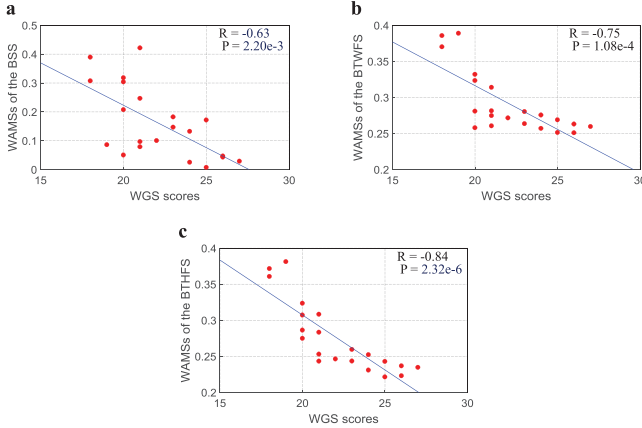 a
R = -0.63
P = 2.20e-3
WAMSs of the BSS
0.5
0.4
0.3
0.2
0.1
0
15
20
25
30
WGS scores
b
R = -0.75
P = 1.08e-4
WAMSs of the BTWFS
0.4
0.35
0.3
0.25
0.2
15
20
25
30
WGS scores
c
R = -0.84
P = 2.32e-6
WAMSs of the BTHFS
0.4
0.35
0.3
0.25
0.2
15
20
25
30
WGS scores